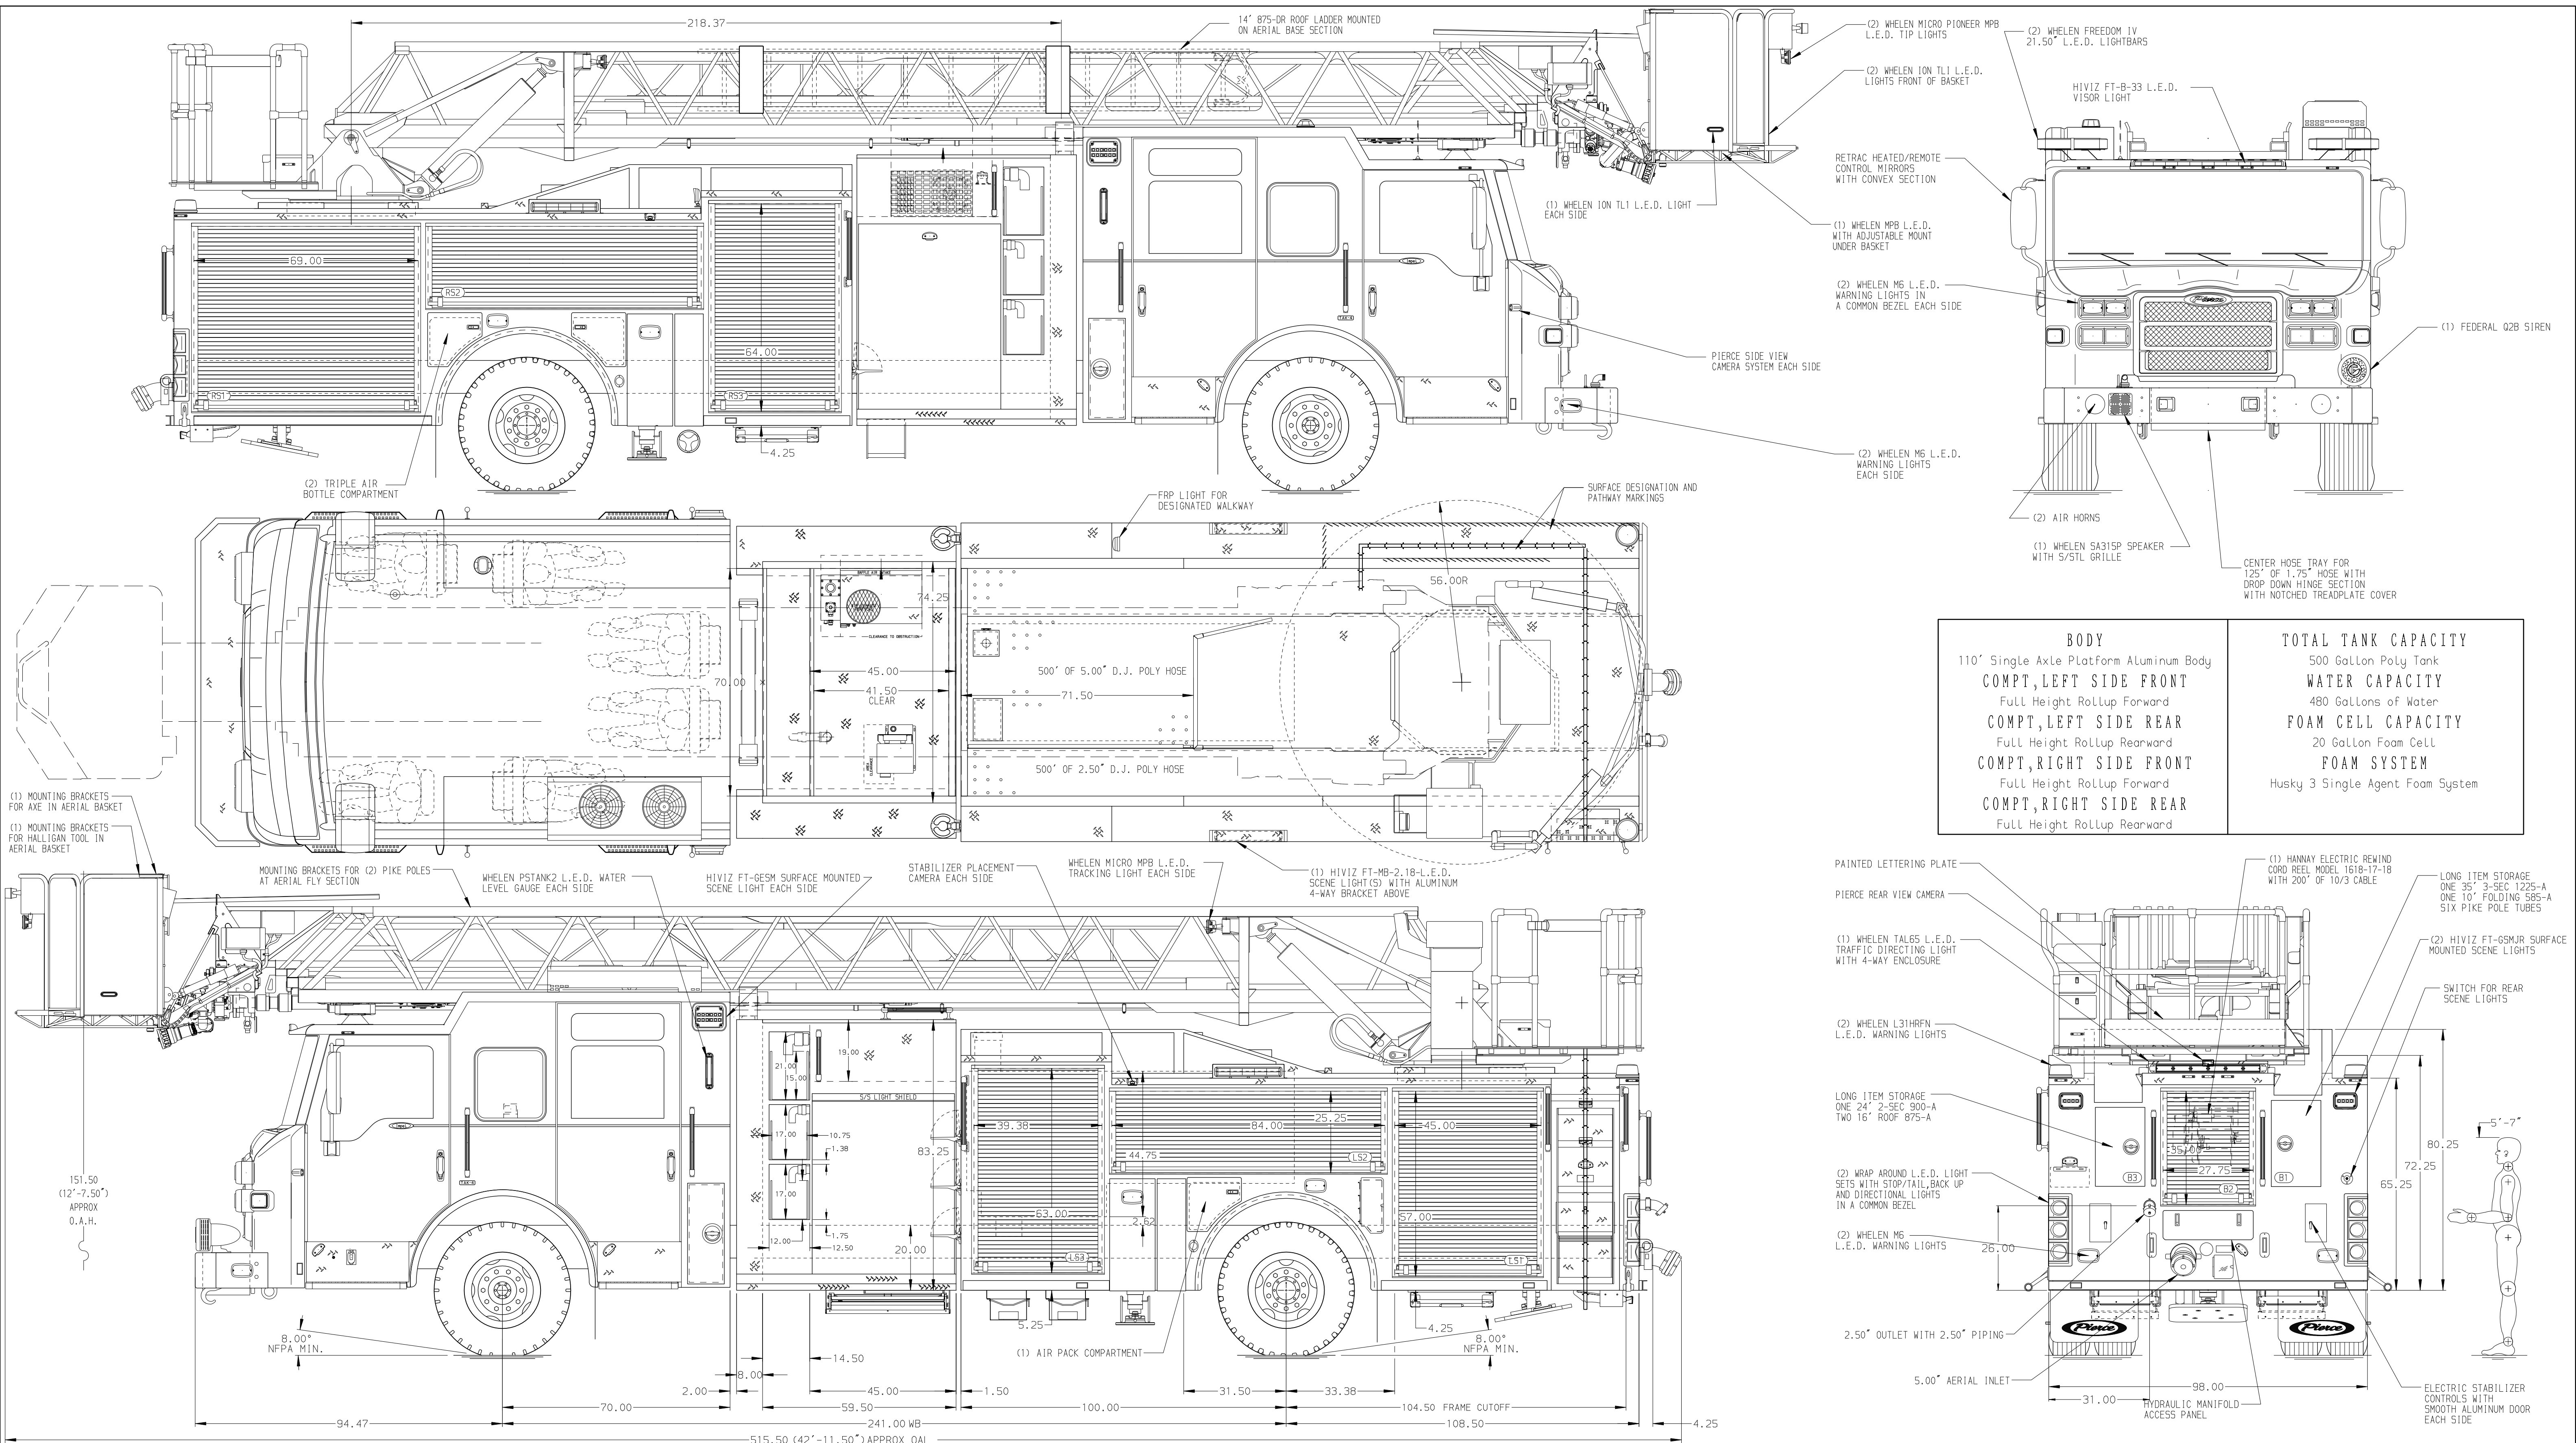 218.37
14' 875-DR ROOF LADDER MOUNTED
ON AERIAL BASE SECTION
(2) WHELEN MICRO PIONEER MPB
L.E.D. TIP LIGHTS
(2) WHELEN ION TL1 L.E.D.
LIGHTS FRONT OF BASKET
(1) WHELEN ION TL1 L.E.D. LIGHT
EACH SIDE
(1) WHELEN MPB L.E.D.
WITH ADJUSTABLE MOUNT
UNDER BASKET
69.00
RS2
RS1
64.00
RS3
4.25
Impel
TAK-4
(2) TRIPLE AIR
BOTTLE COMPARTMENT
PIERCE SIDE VIEW
CAMERA SYSTEM EACH SIDE
(2) WHELEN M6 L.E.D.
WARNING LIGHTS
EACH SIDE
(2) WHELEN FREEDOM IV
21.50" L.E.D. LIGHTBARS
HIVIZ FT-B-33 L.E.D.
VISOR LIGHT
RETRAC HEATED/REMOTE
CONTROL MIRRORS
WITH CONVEX SECTION
(2) WHELEN M6 L.E.D.
WARNING LIGHTS IN
A COMMON BEZEL EACH SIDE
Pierce
(1) FEDERAL Q2B SIREN
(2) AIR HORNS
(1) WHELEN SA315P SPEAKER
WITH S/STL GRILLE
CENTER HOSE TRAY FOR
125' OF 1.75" HOSE WITH
DROP DOWN HINGE SECTION
WITH NOTCHED TREADPLATE COVER
FRP LIGHT FOR
DESIGNATED WALKWAY
SURFACE DESIGNATION AND
PATHWAY MARKINGS
56.00R
74.25
CLEARANCE TO OBSTRUCTION
70.00
45.00
41.50
CLEAR
500' OF 5.00" D.J. POLY HOSE
71.50
500' OF 2.50" D.J. POLY HOSE
(1) HIVIZ FT-MB-2.18-L.E.D.
SCENE LIGHT(S) WITH ALUMINUM
4-WAY BRACKET ABOVE
BODY
110' Single Axle Platform Aluminum Body
COMPT,LEFT SIDE FRONT
Full Height Rollup Forward
COMPT,LEFT SIDE REAR
Full Height Rollup Rearward
COMPT,RIGHT SIDE FRONT
Full Height Rollup Forward
COMPT,RIGHT SIDE REAR
Full Height Rollup Rearward
TOTAL TANK CAPACITY
500 Gallon Poly Tank
WATER CAPACITY
480 Gallons of Water
FOAM CELL CAPACITY
20 Gallon Foam Cell
FOAM SYSTEM
Husky 3 Single Agent Foam System
(1) MOUNTING BRACKETS
FOR AXE IN AERIAL BASKET
(1) MOUNTING BRACKETS
FOR HALLIGAN TOOL IN
AERIAL BASKET
MOUNTING BRACKETS FOR (2) PIKE POLES
AT AERIAL FLY SECTION
WHELEN PSTANK2 L.E.D. WATER
LEVEL GAUGE EACH SIDE
HIVIZ FT-GESM SURFACE MOUNTED
SCENE LIGHT EACH SIDE
STABILIZER PLACEMENT
CAMERA EACH SIDE
WHELEN MICRO MPB L.E.D.
TRACKING LIGHT EACH SIDE
151.50
(12'-7.50")
APPROX
O.A.H.
Impel
TAK-4
21.00
15.00
19.00
S/S LIGHT SHIELD
17.00
10.75
1.38
83.25
17.00
12.00
1.75
12.50
20.00
39.38
63.00
LS3
44.75
84.00
25.25
LS2
2.62
45.00
57.00
LS1
8.00°
NFPA MIN.
5.25
4.25
8.00°
NFPA MIN.
(1) AIR PACK COMPARTMENT
14.50
8.00
2.00
45.00
1.50
31.50
33.38
70.00
59.50
100.00
104.50 FRAME CUTOFF
94.47
241.00 WB
108.50
4.25
515.50 (42'-11.50") APPROX OAL
PAINTED LETTERING PLATE
PIERCE REAR VIEW CAMERA
(1) WHELEN TAL65 L.E.D.
TRAFFIC DIRECTING LIGHT
WITH 4-WAY ENCLOSURE
(2) WHELEN L31HRFN
L.E.D. WARNING LIGHTS
LONG ITEM STORAGE
ONE 24' 2-SEC 900-A
TWO 16' ROOF 875-A
(2) WRAP AROUND L.E.D. LIGHT
SETS WITH STOP/TAIL,BACK UP
AND DIRECTIONAL LIGHTS
IN A COMMON BEZEL
(2) WHELEN M6
L.E.D. WARNING LIGHTS
26.00
2.50" OUTLET WITH 2.50" PIPING
5.00" AERIAL INLET
(1) HANNAY ELECTRIC REWIND
CORD REEL MODEL 1618-17-18
WITH 200' OF 10/3 CABLE
LONG ITEM STORAGE
ONE 35' 3-SEC 1225-A
ONE 10' FOLDING 585-A
SIX PIKE POLE TUBES
(2) HIVIZ FT-GSMJR SURFACE
MOUNTED SCENE LIGHTS
SWITCH FOR REAR
SCENE LIGHTS
35.00
27.75
B3
B2
B1
65.25
72.25
80.25
5'-7"
Pierce
Pierce
98.00
31.00
HYDRAULIC MANIFOLD
ACCESS PANEL
ELECTRIC STABILIZER
CONTROLS WITH
SMOOTH ALUMINUM DOOR
EACH SIDE